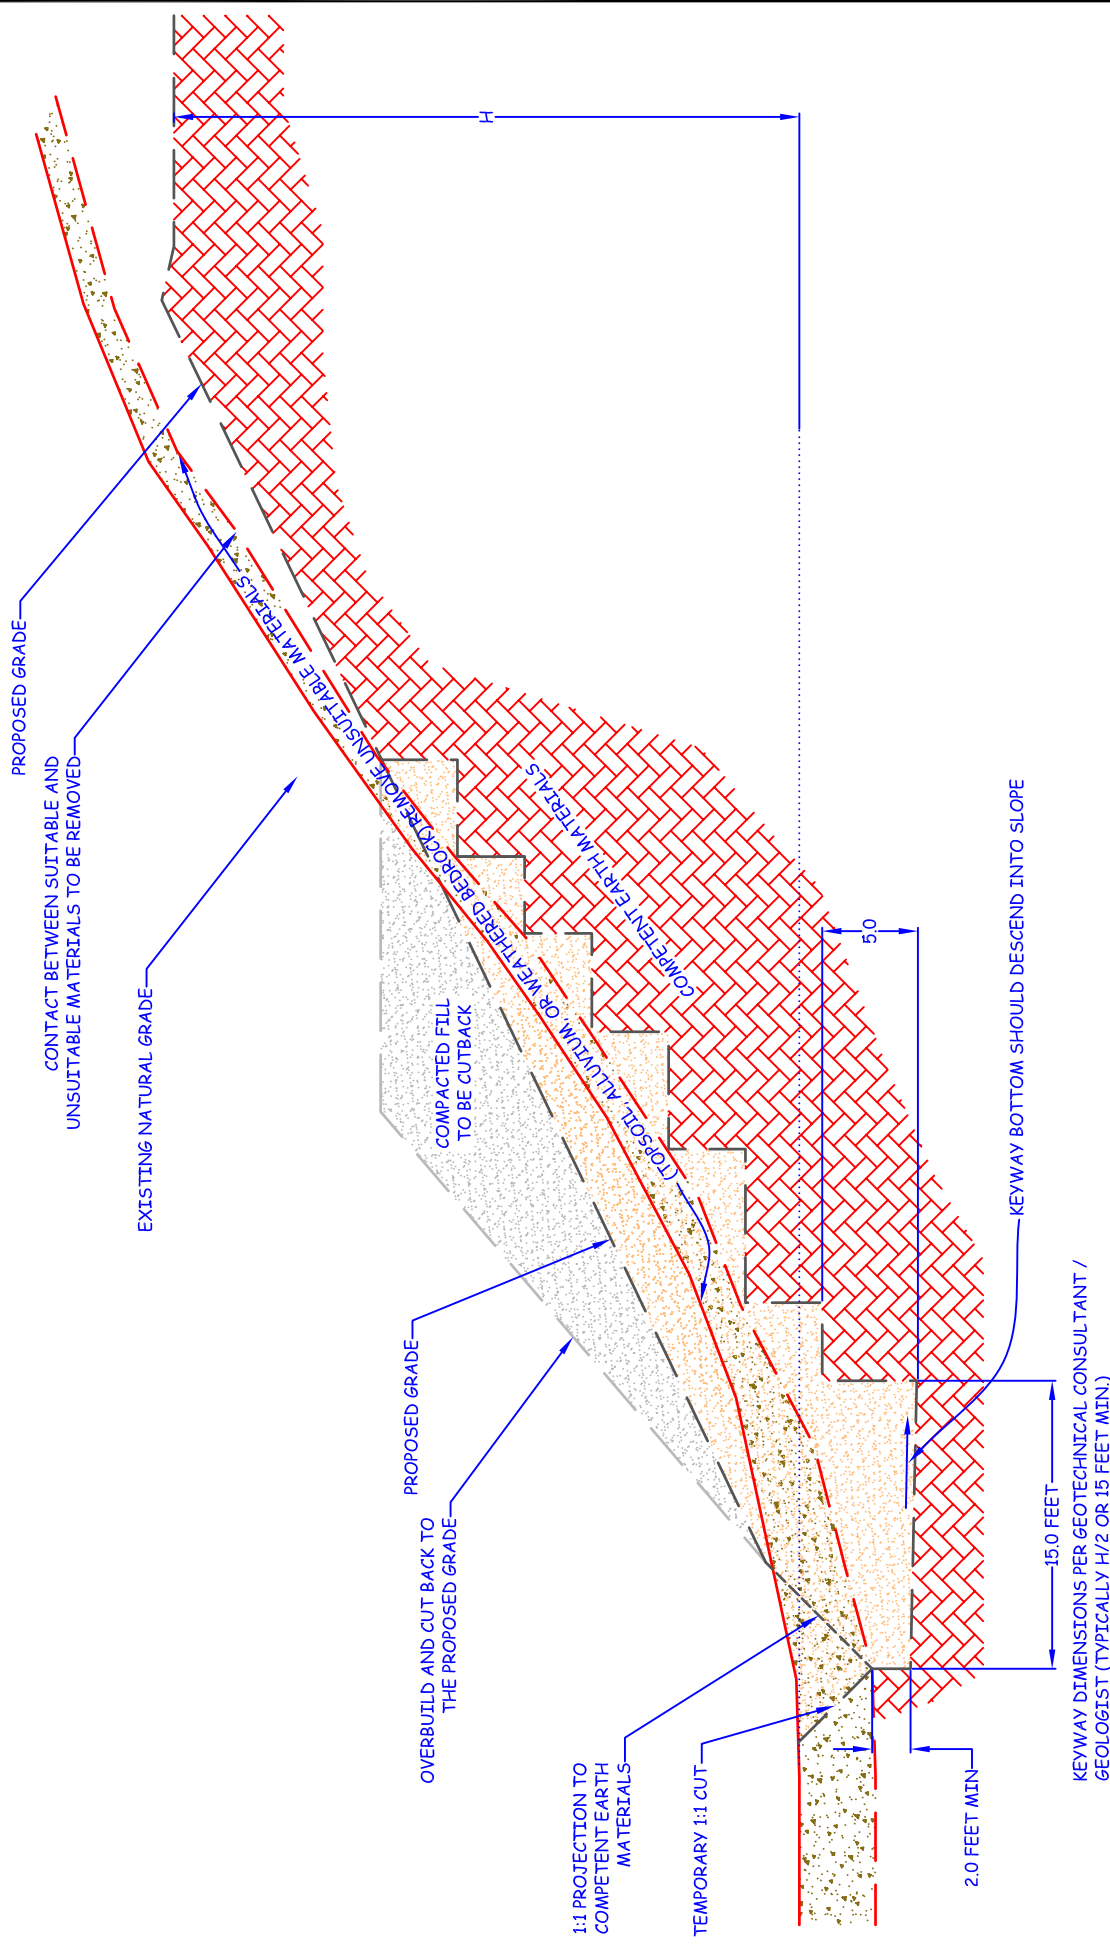 PROPOSED GRADE
CONTACT BETWEEN SUITABLE AND
UNSUITABLE MATERIALS TO BE REMOVED
EXISTING NATURAL GRADE
H
(TOPSOIL, ALLUVIUM, OR WEATHERED BEDROCK) REMOVE UNSUITABLE MATERIALS
COMPETENT EARTH MATERIALS
COMPACTED FILL
TO BE CUTBACK
PROPOSED GRADE
OVERBUILD AND CUT BACK TO
THE PROPOSED GRADE
5.0
KEYWAY BOTTOM SHOULD DESCEND INTO SLOPE
1:1 PROJECTION TO
COMPETENT EARTH
MATERIALS
TEMPORARY 1:1 CUT
2.0 FEET MIN
15.0 FEET
KEYWAY DIMENSIONS PER GEOTECHNICAL CONSULTANT /
GEOLOGIST (TYPICALLY H/2 OR 15 FEET MIN.)